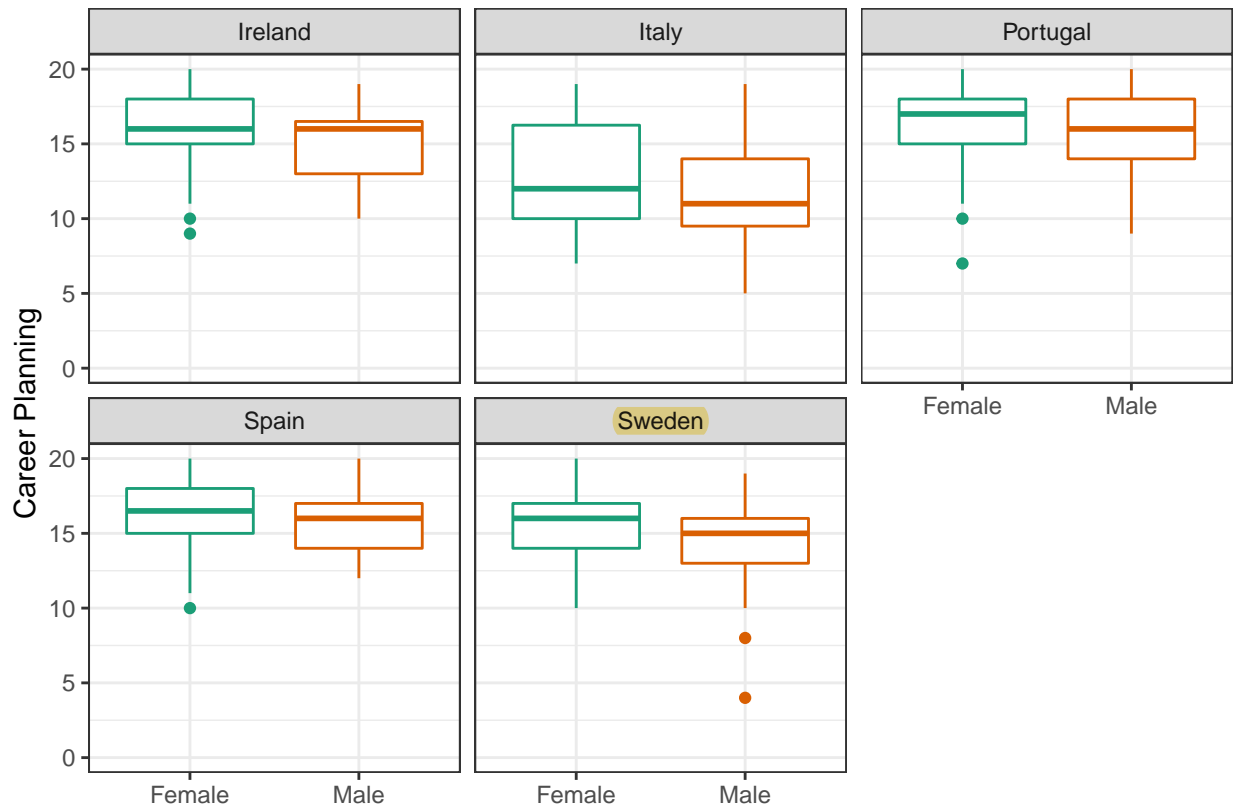 Ireland
Italy
Portugal
20
15
10
5
0
Career Planning
Female
Male
Spain
Sweden
20
15
10
5
0
Female
Male
Female
Male